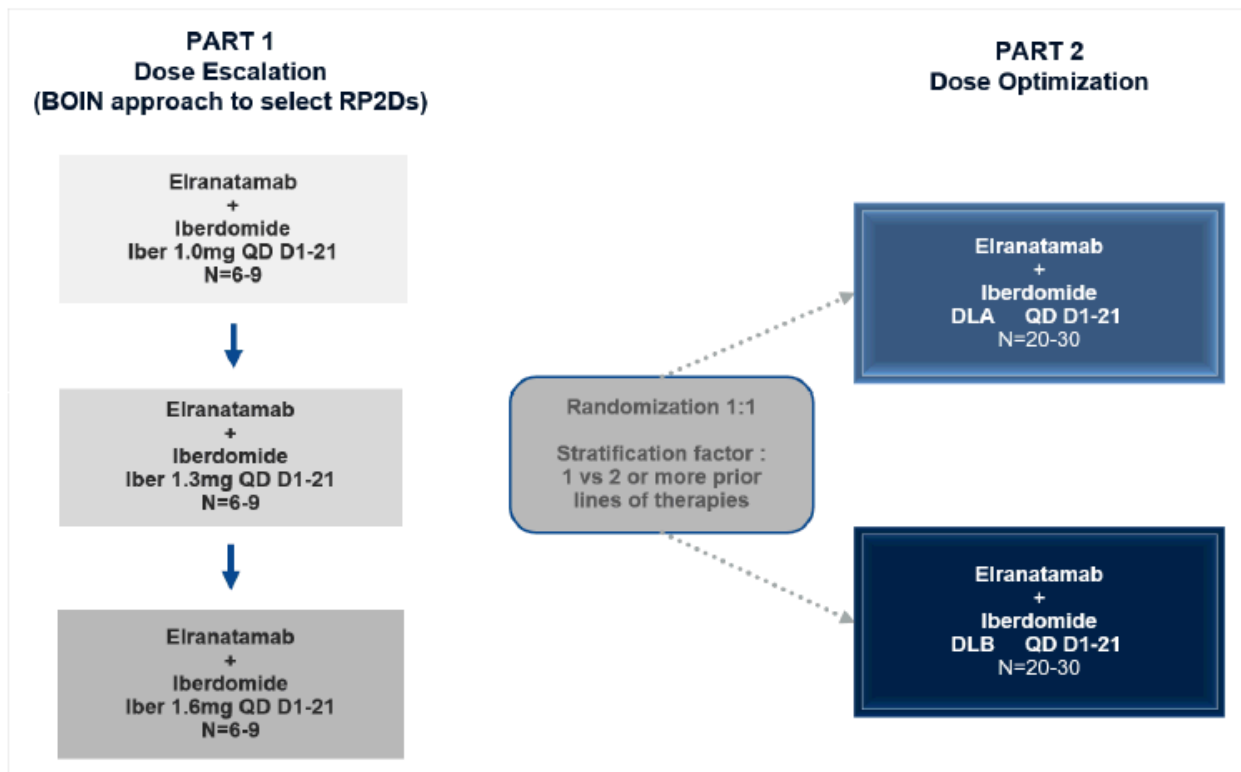 PART 1
Dose Escalation
(BOIN approach to select RP2Ds)
Elranatamab
+
Iberdomide
Iber 1.0mg QD D1-21
N=6-9
Elranatamab
+
Iberdomide
Iber 1.3mg QD D1-21
N=6-9
Elranatamab
+
Iberdomide
Iber 1.6mg QD D1-21
N=6-9
Randomization 1:1
Stratification factor :
1 vs 2 or more prior
lines of therapies
PART 2
Dose Optimization
Elranatamab
+
Iberdomide
DLA QD D1-21
N=20-30
Elranatamab
+
Iberdomide
DLB QD D1-21
N=20-30